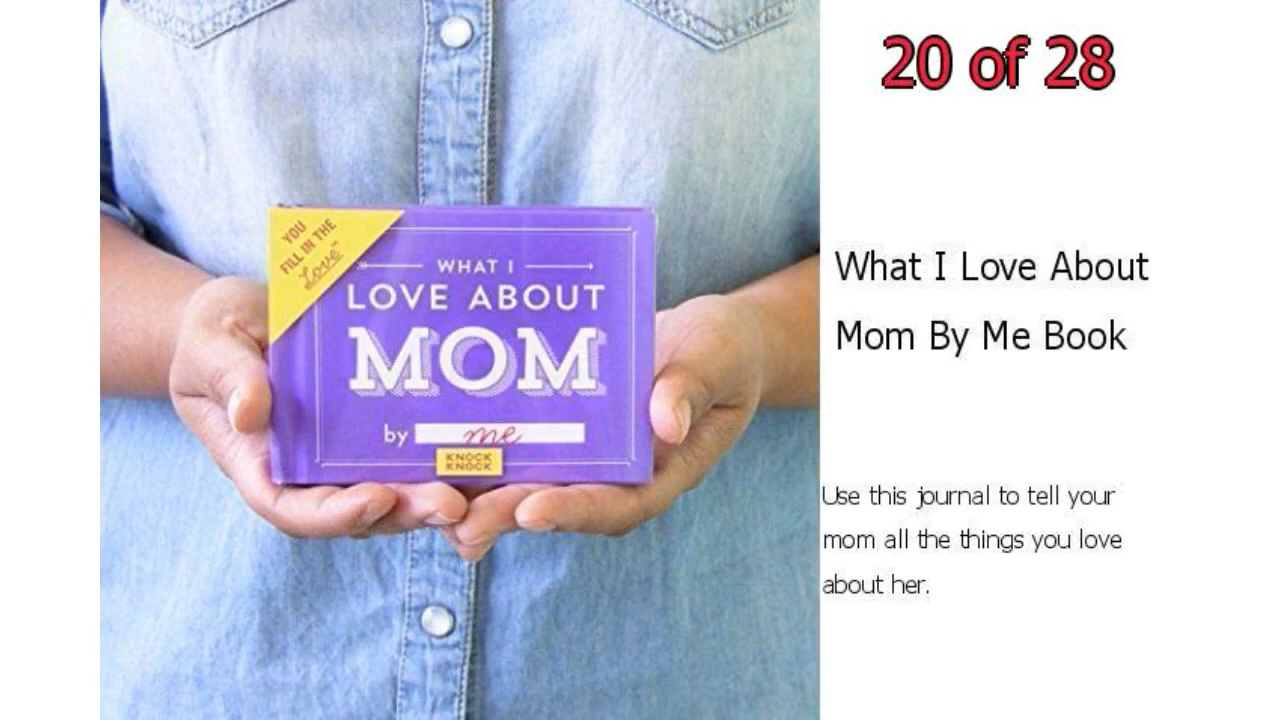 20 of 28
YOU
FILL IN THE
"Love"
WHAT I
LOVE ABOUT
MOM
by me
KNOCK
KNOCK
What I Love About
Mom By Me Book
Use this journal to tell your
mom all the things you love
about her.